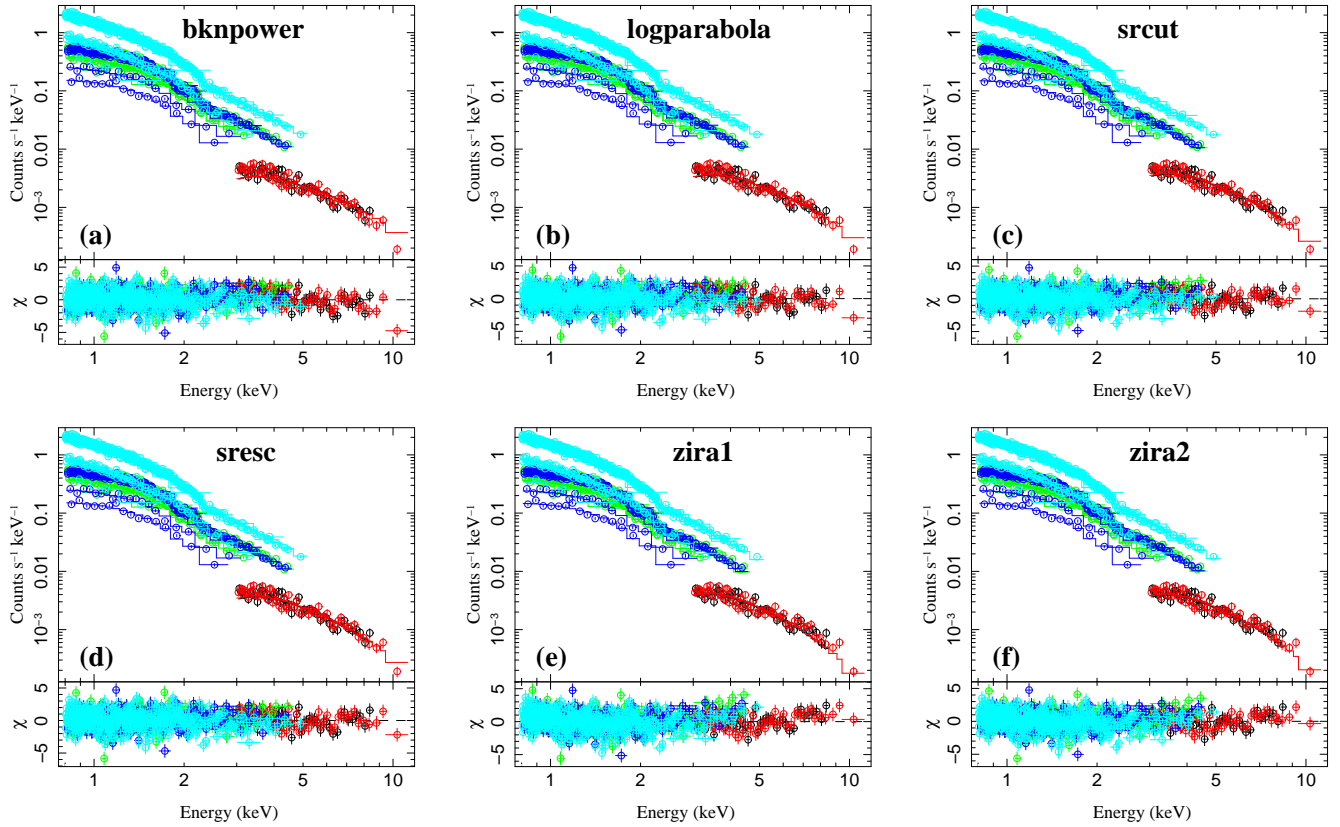 bknpower
Counts s⁻¹ keV⁻¹
1
0.1
0.01
10⁻³
(a)
χ
5
0
−5
1 2 5 10
Energy (keV)
logparabola
Counts s⁻¹ keV⁻¹
1
0.1
0.01
10⁻³
(b)
χ
5
0
−5
1 2 5 10
Energy (keV)
srcut
Counts s⁻¹ keV⁻¹
1
0.1
0.01
10⁻³
(c)
χ
5
0
−5
1 2 5 10
Energy (keV)
sresc
Counts s⁻¹ keV⁻¹
1
0.1
0.01
10⁻³
(d)
χ
5
0
−5
1 2 5 10
Energy (keV)
zira1
Counts s⁻¹ keV⁻¹
1
0.1
0.01
10⁻³
(e)
χ
5
0
−5
1 2 5 10
Energy (keV)
zira2
Counts s⁻¹ keV⁻¹
1
0.1
0.01
10⁻³
(f)
χ
5
0
−5
1 2 5 10
Energy (keV)